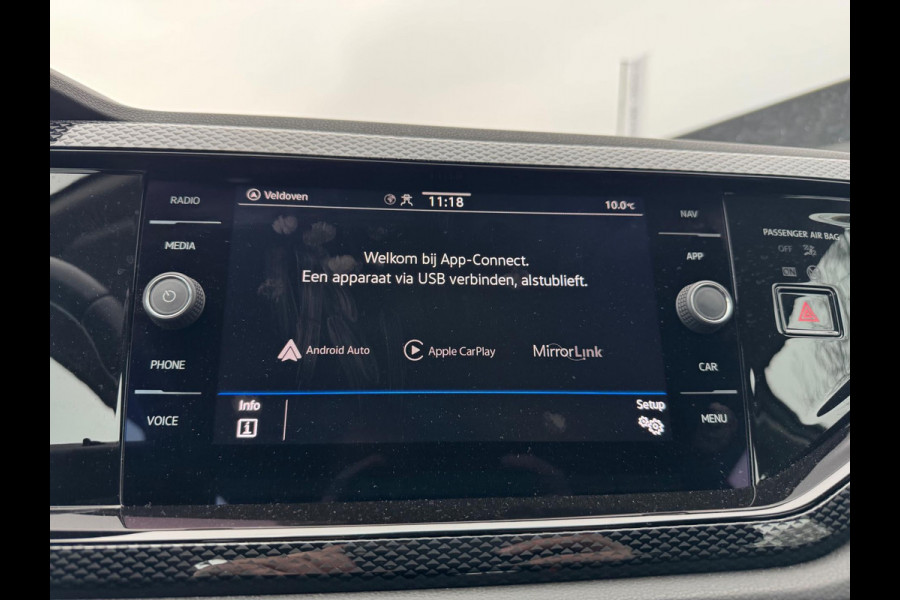 RADIO
MEDIA
PHONE
VOICE
Veldoven
11:18
10.0°C
Welkom bij App-Connect.
Een apparaat via USB verbinden, alstublieft.
Android Auto
Apple CarPlay
MirrorLink
Info
Setup
NAV
APP
CAR
MENU
PASSENGER AIR BAG
OFF